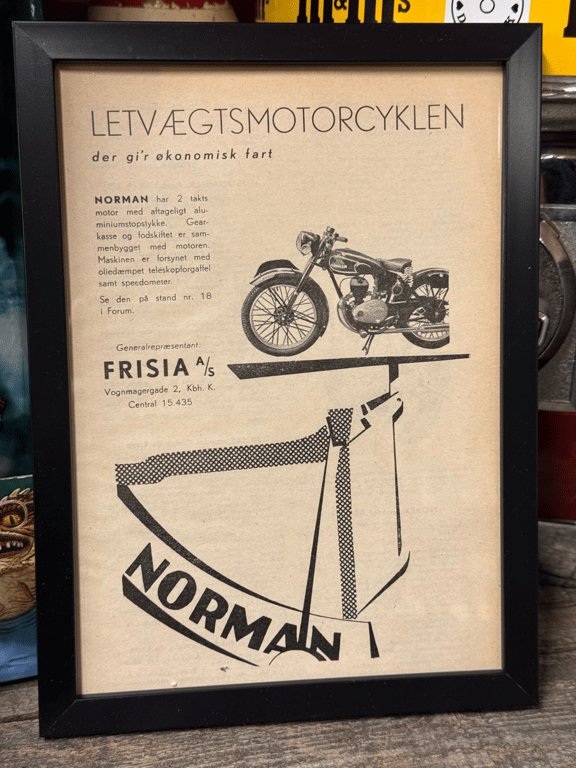 LETVÆGTSMOTORCYKLEN
der gi'r økonomisk fart
NORMAN har 2 takts
motor med aftageligt alu-
miniumstopstykke. Gear-
kasse og fodskiftet er sam-
menbygget med motoren.
Maskinen er forsynet med
oliedæmpet teleskopforgaffel
samt speedometer.
Se den på stand nr. 18
i Forum.
Generalrepræsentant:
FRISIA A/s
Vognmagergade 2, Kbh. K.
Central 15.435
NORMAN